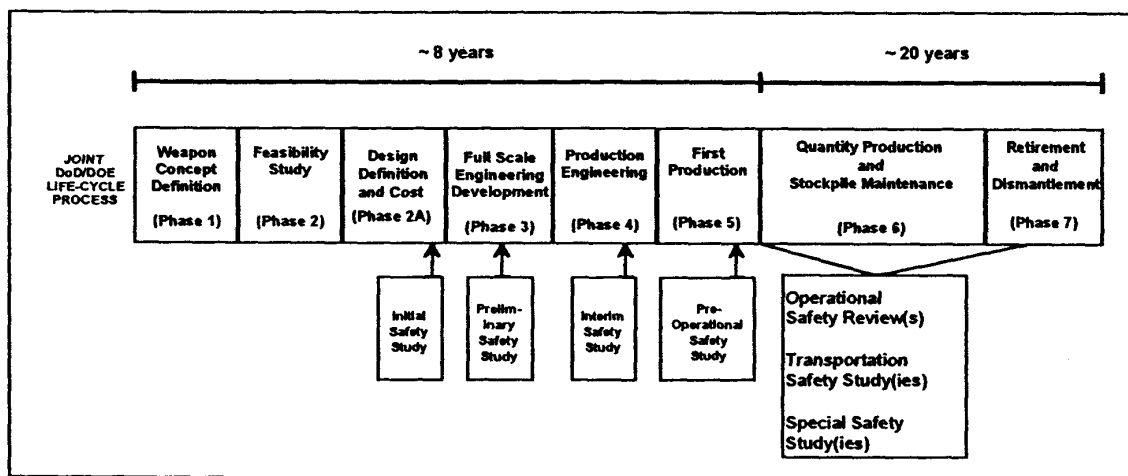 ~ 8 years
~ 20 years
JOINT
DoD/DOE
LIFE-CYCLE
PROCESS
Weapon
Concept
Definition
(Phase 1)
Feasibility
Study
(Phase 2)
Design
Definition
and Cost
(Phase 2A)
Full Scale
Engineering
Development
(Phase 3)
Production
Engineering
(Phase 4)
First
Production
(Phase 5)
Quantity Production
and
Stockpile Maintenance
(Phase 6)
Retirement
and
Dismantlement
(Phase 7)
Initial
Safety
Study
Prelim-
inary
Safety
Study
Interim
Safety
Study
Pre-
Operational
Safety
Study
Operational
Safety Review(s)
Transportation
Safety Study(ies)
Special Safety
Study(ies)